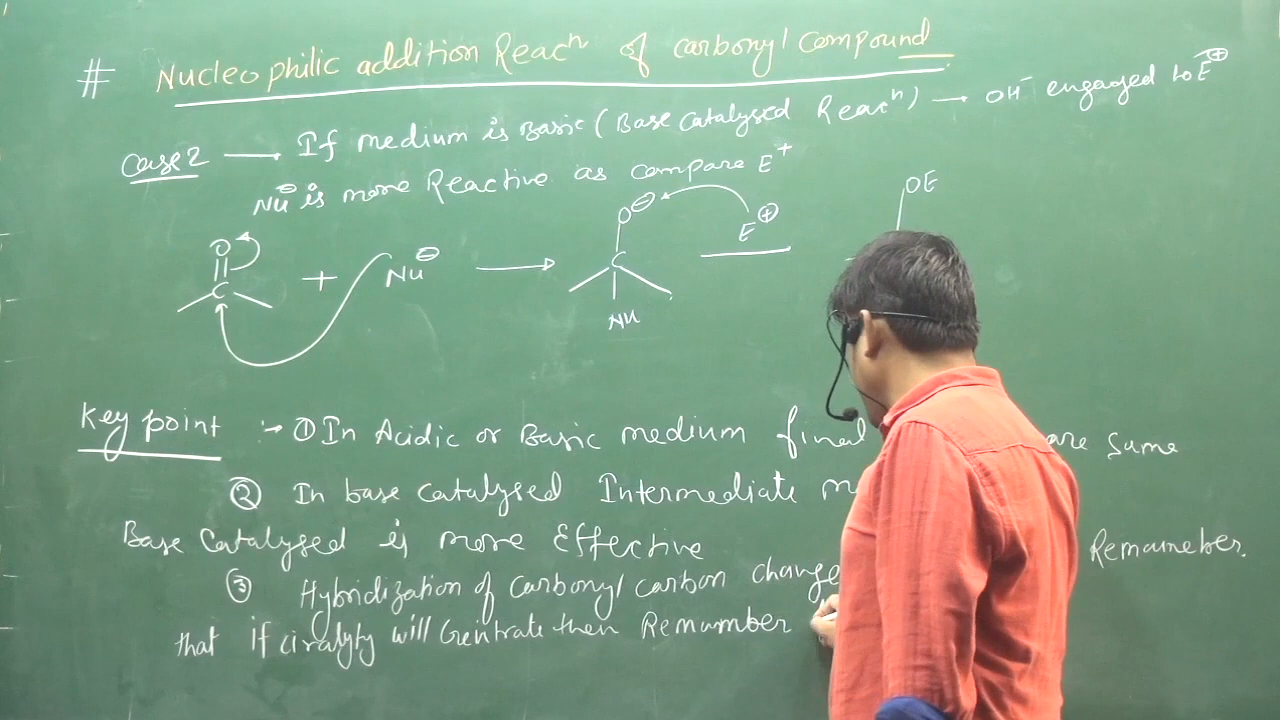 # Nucleophilic addition Reacn of carbonyl compound
Case 2 → If medium is Basic (Base Catalysed Reacn) → OH⁻ engaged to E⊕
Nu⊖ is more Reactive as compare E⁺
O C + Nu⊖ → O⊖ C Nu E⊕ OE
Key point :→ ① In Acidic or Basic medium final are same
② In base Catalysed Intermediate
Base Catalysed is more Effective
③ Hybridization of Carbonyl carbon change Remameber.
that if ciralyty will Genrate then Remamber